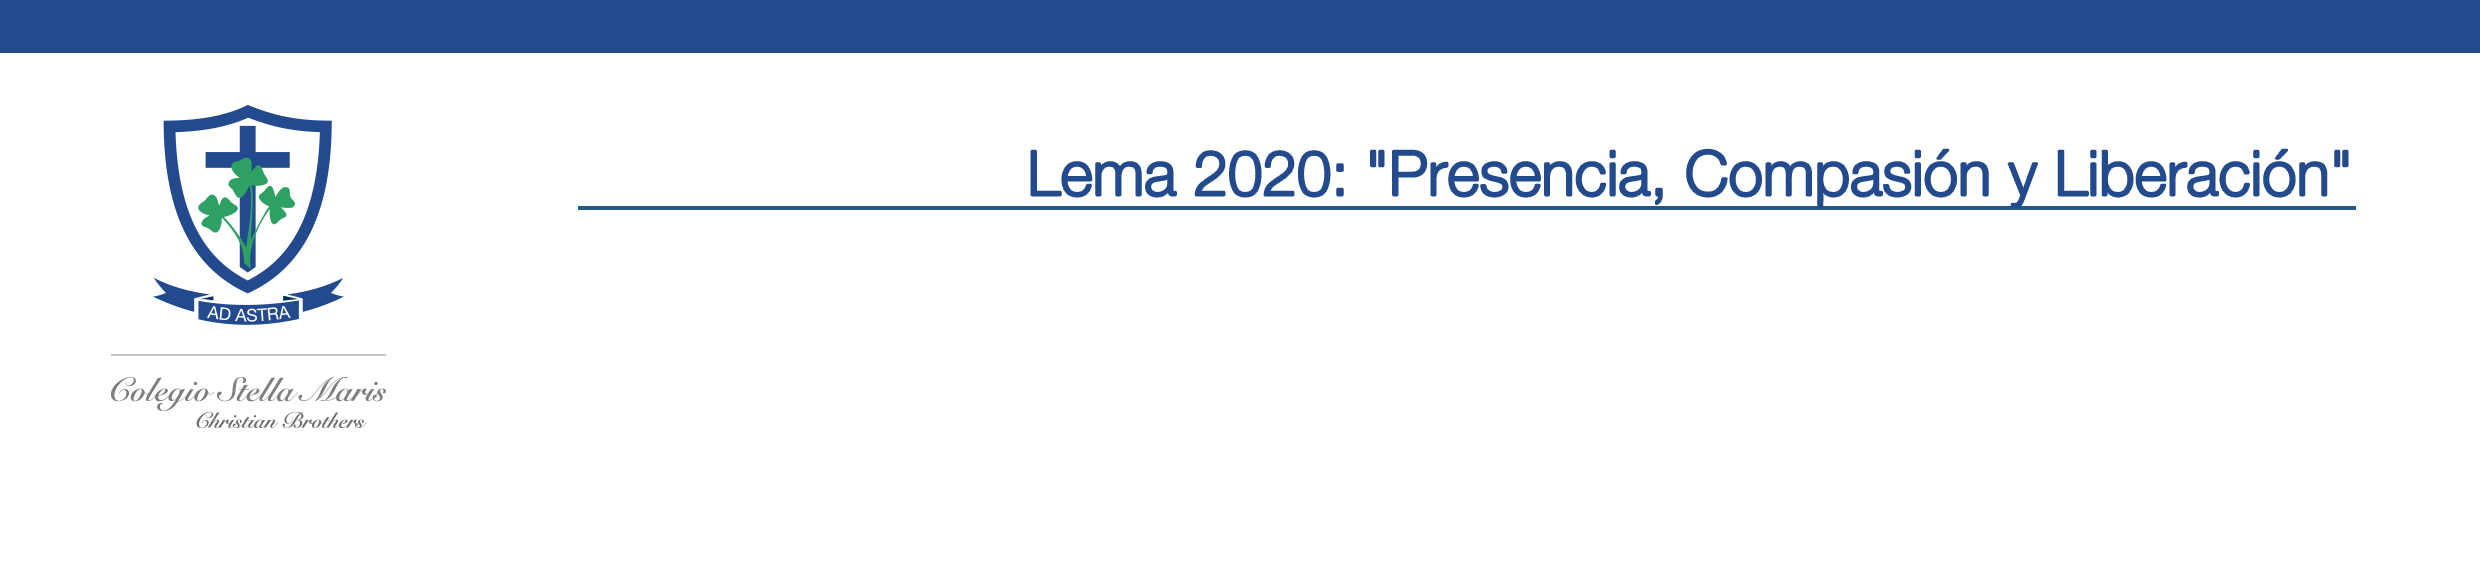 Lema 2020: "Presencia, Compasión y Liberación"
AD ASTRA
Colegio Stella Maris
Christian Brothers